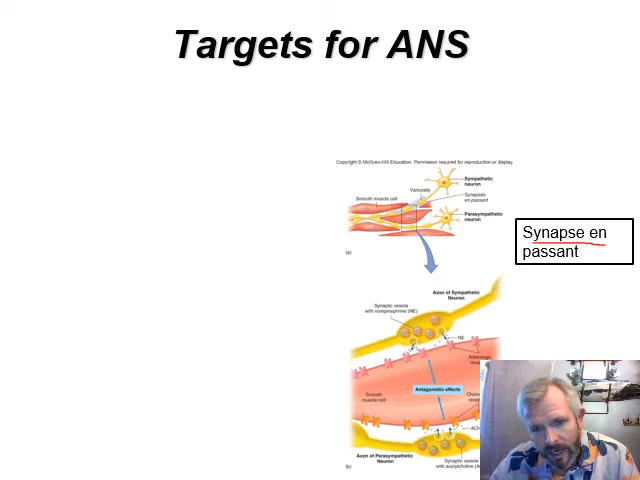 Targets for ANS
Copyright © McGraw-Hill Education. Permission required for reproduction or display.
Sympathetic
neuron
Varicosity
Synapses
en passant
Smooth muscle cell
Parasympathetic
neuron
(a)
Synapse en
passant
Axon of Sympathetic
Neuron
Synaptic vesicle
with norepinephrine (NE)
NE
Antagonistic effects
Smooth
muscle cell
ACh
Axon of Parasympathetic
Neuron
Synaptic vesicle
with acetylcholine
(b)